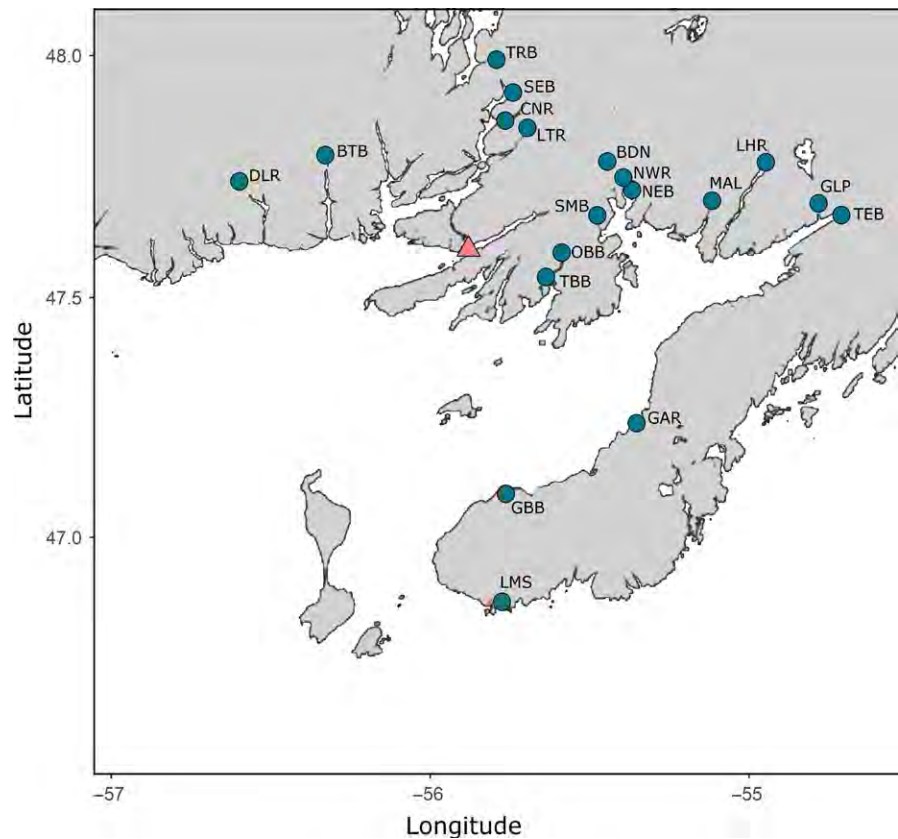 48.0
TRB
SEB
CNR
LTR
BTB
BDN
LHR
DLR
NWR
NEB
MAL
GLP
SMB
TEB
OBB
TBB
47.5
GAR
GBB
47.0
LMS
Latitude
−57
−56
−55
Longitude